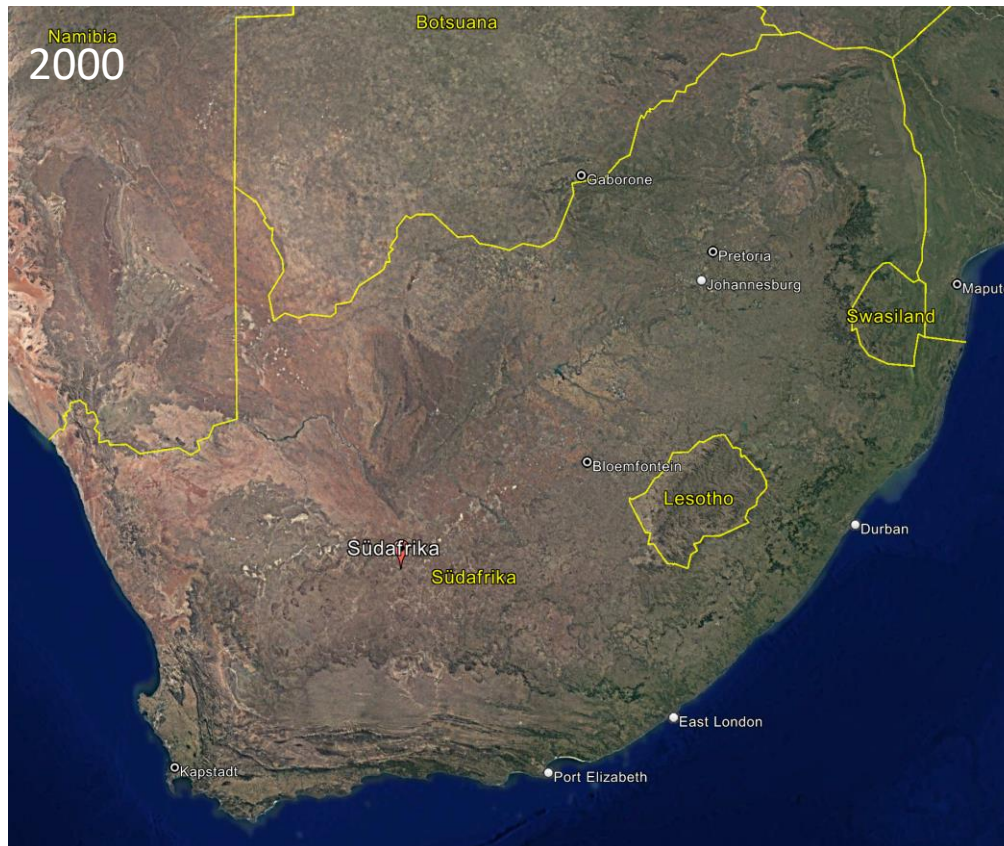 Namibia
Botsuana
2000
Gaborone
Pretoria
Johannesburg
Maput
Swasiland
Bloemfontein
Lesotho
Durban
Südafrika
Südafrika
East London
Kapstadt
Port Elizabeth